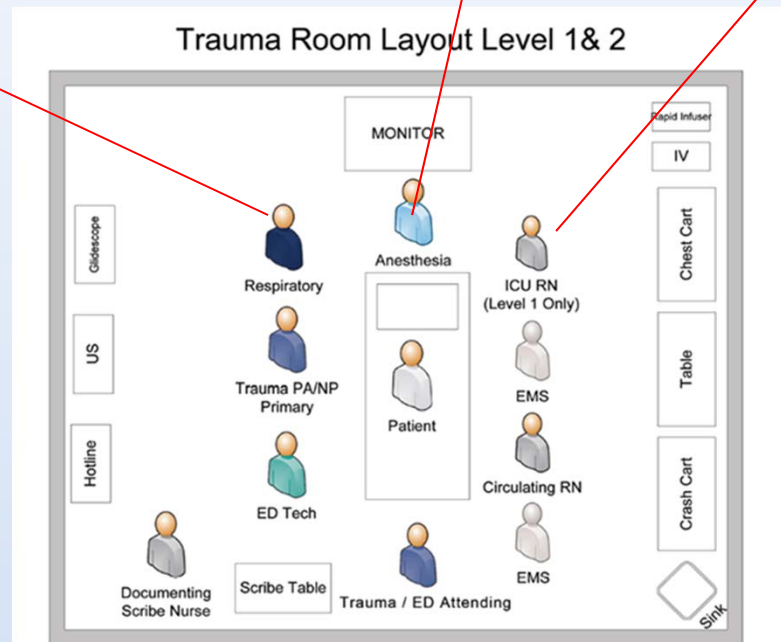 Trauma Room Layout Level 1& 2
MONITOR
Rapid Infuser
IV
Glidescope
Respiratory
Anesthesia
ICU RN
(Level 1 Only)
Chest Cart
US
Trauma PA/NP
Primary
Patient
EMS
Table
Hotline
ED Tech
Circulating RN
Crash Cart
Documenting
Scribe Nurse
Scribe Table
Trauma / ED Attending
EMS
Sink